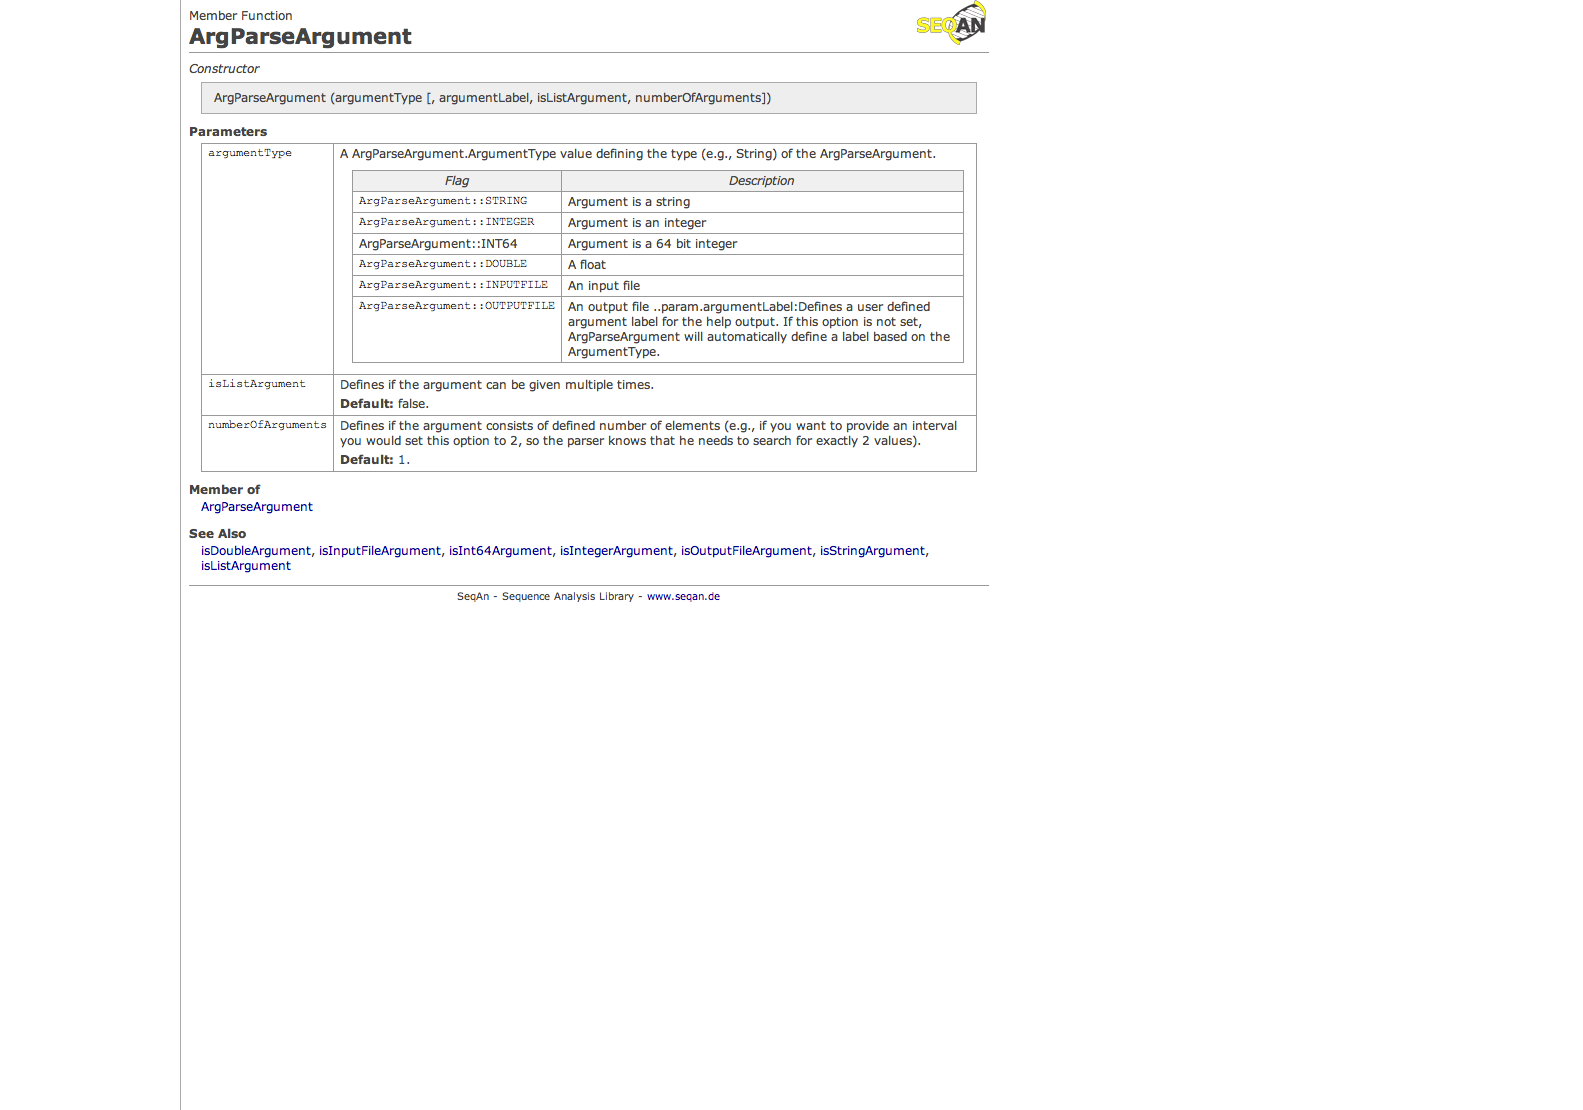 Member Function
ArgParseArgument
SEQAN
Constructor
ArgParseArgument (argumentType [, argumentLabel, isListArgument, numberOfArguments])
Parameters
argumentType
A ArgParseArgument.ArgumentType value defining the type (e.g., String) of the ArgParseArgument.
Flag Description
ArgParseArgument::STRING Argument is a string
ArgParseArgument::INTEGER Argument is an integer
ArgParseArgument::INT64 Argument is a 64 bit integer
ArgParseArgument::DOUBLE A float
ArgParseArgument::INPUTFILE An input file
ArgParseArgument::OUTPUTFILE An output file ..param.argumentLabel:Defines a user defined
argument label for the help output. If this option is not set,
ArgParseArgument will automatically define a label based on the
ArgumentType.
isListArgument Defines if the argument can be given multiple times.
Default: false.
numberOfArguments Defines if the argument consists of defined number of elements (e.g., if you want to provide an interval
you would set this option to 2, so the parser knows that he needs to search for exactly 2 values).
Default: 1.
Member of
ArgParseArgument
See Also
isDoubleArgument, isInputFileArgument, isInt64Argument, isIntegerArgument, isOutputFileArgument, isStringArgument,
isListArgument
SeqAn - Sequence Analysis Library - www.seqan.de